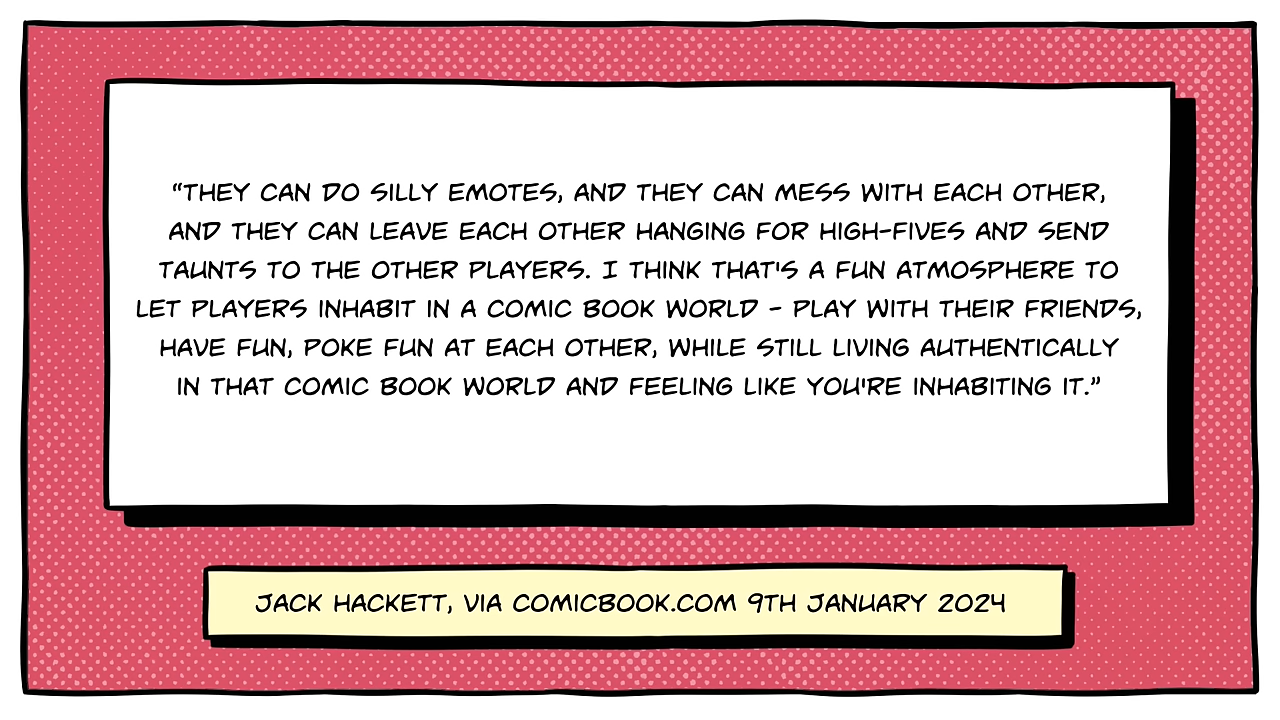 “THEY CAN DO SILLY EMOTES, AND THEY CAN MESS WITH EACH OTHER,
AND THEY CAN LEAVE EACH OTHER HANGING FOR HIGH-FIVES AND SEND
TAUNTS TO THE OTHER PLAYERS. I THINK THAT'S A FUN ATMOSPHERE TO
LET PLAYERS INHABIT IN A COMIC BOOK WORLD – PLAY WITH THEIR FRIENDS,
HAVE FUN, POKE FUN AT EACH OTHER, WHILE STILL LIVING AUTHENTICALLY
IN THAT COMIC BOOK WORLD AND FEELING LIKE YOU'RE INHABITING IT.”
JACK HACKETT, VIA COMICBOOK.COM 9TH JANUARY 2024